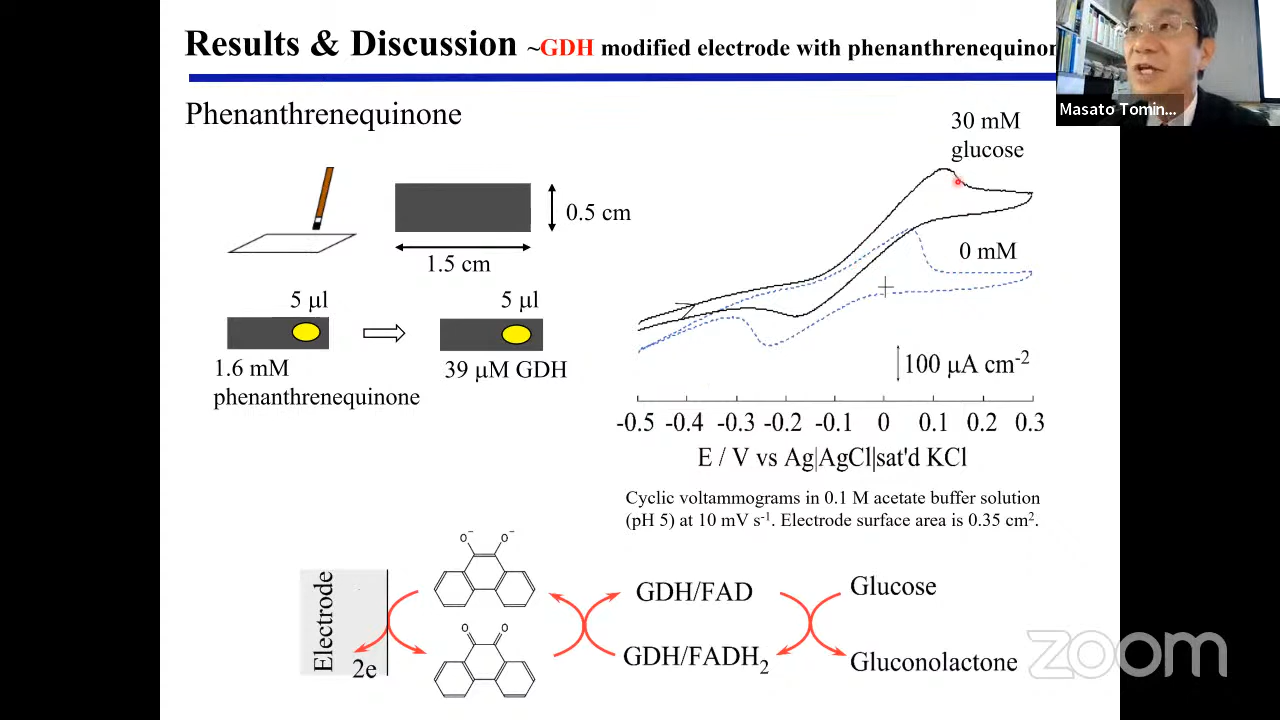 Results & Discussion ~GDH modified electrode with phenanthrenequinon
Masato Tomin...
Phenanthrenequinone
30 mM
glucose
0.5 cm
1.5 cm
0 mM
5 μl
5 μl
1.6 mM
phenanthrenequinone
39 μM GDH
100 μA cm-2
-0.5 -0.4 -0.3 -0.2 -0.1 0 0.1 0.2 0.3
E / V vs Ag|AgCl|sat'd KCl
Cyclic voltammograms in 0.1 M acetate buffer solution
(pH 5) at 10 mV s-1. Electrode surface area is 0.35 cm2.
O- O-
Electrode
2e
O O
GDH/FAD
GDH/FADH2
Glucose
Gluconolactone
zoom